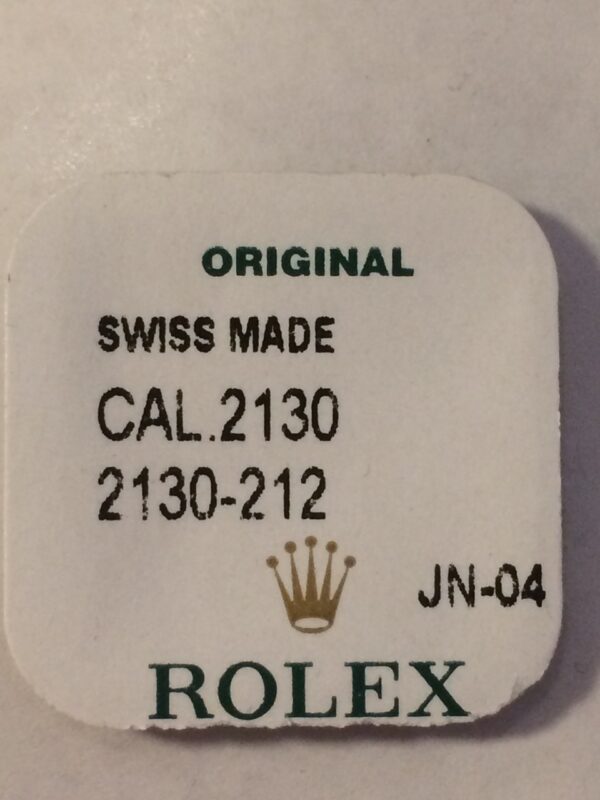 ORIGINAL
SWISS MADE
CAL.2130
2130-212
JN-04
ROLEX